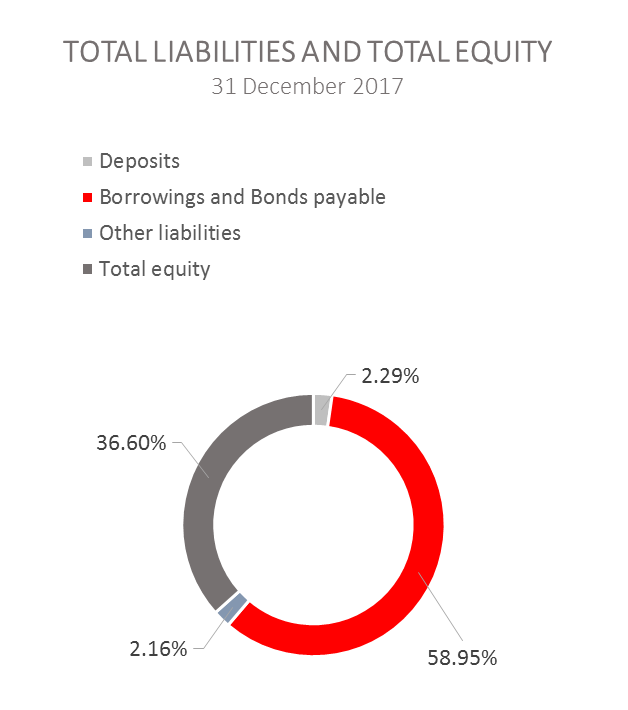 TOTAL LIABILITIES AND TOTAL EQUITY
31 December 2017
Deposits
Borrowings and Bonds payable
Other liabilities
Total equity
2.29%
36.60%
2.16%
58.95%